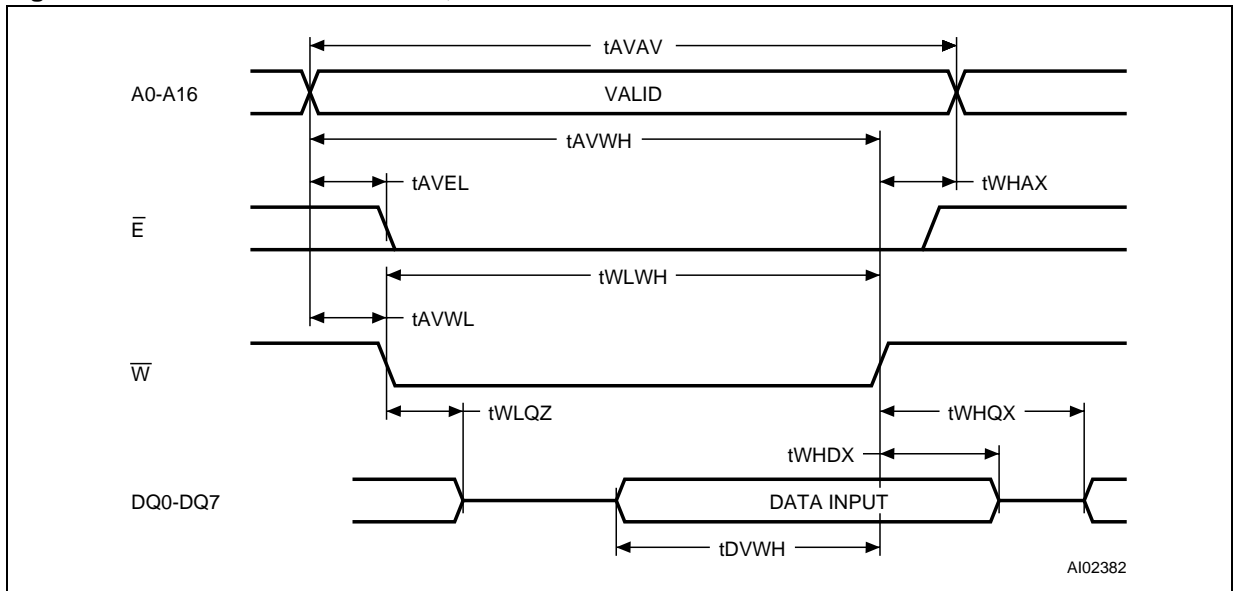 tAVAV
A0-A16
VALID
tAVWH
tAVEL
tWHAX
E̅
tWLWH
tAVWL
W̅
tWLQZ
tWHQX
tWHDX
DQ0-DQ7
DATA INPUT
tDVWH
AI02382